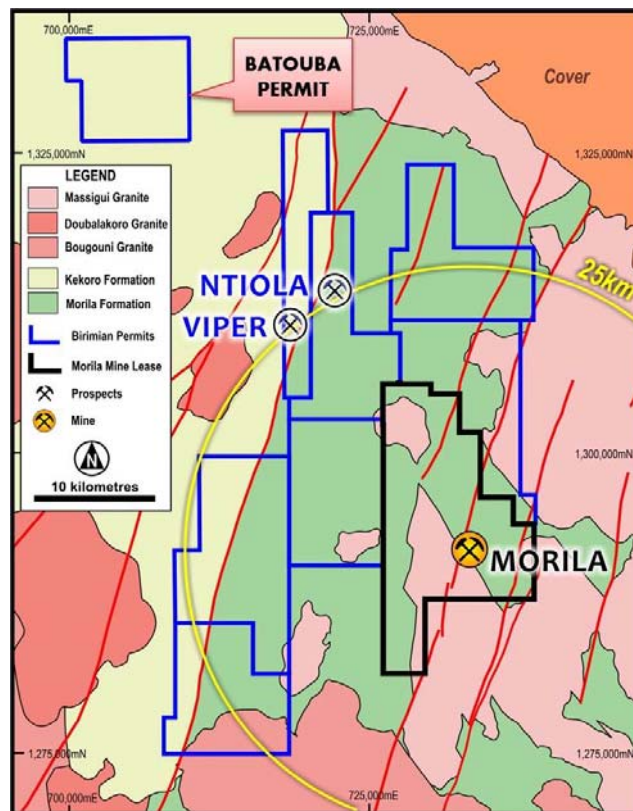 700,000mE
725,000mE
BATOUBA
PERMIT
Cover
1,325,000mN
1,325,000mN
LEGEND
Massigui Granite
Doubalakoro Granite
Bougouni Granite
Kekoro Formation
Morila Formation
Birimian Permits
Morila Mine Lease
Prospects
Mine
N
10 kilometres
NTIOLA
VIPER
25km
1,300,000mN
MORILA
1,275,000mN
1,275,000mN
700,000mE
725,000mE